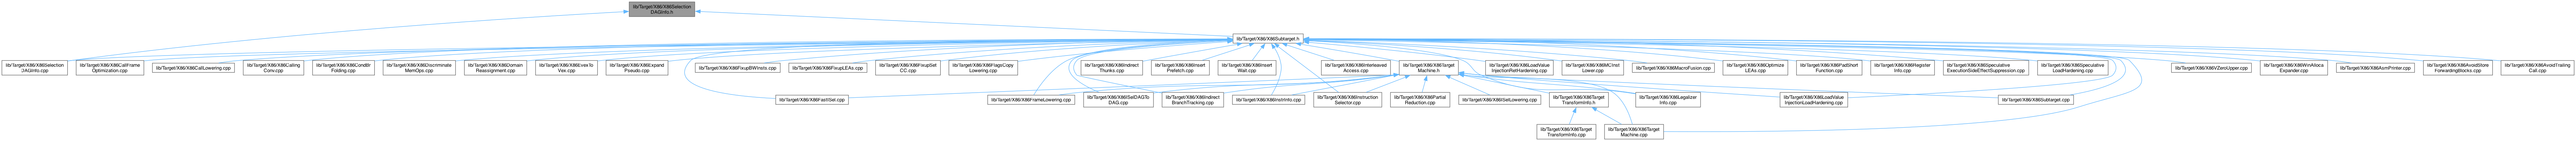 lib/Target/X86/X86Selection
DAGInfo.h
lib/Target/X86/X86Subtarget.h
lib/Target/X86/X86Selection
DAGInfo.cpp
lib/Target/X86/X86CallFrame
Optimization.cpp
lib/Target/X86/X86CallLowering.cpp
lib/Target/X86/X86Calling
Conv.cpp
lib/Target/X86/X86CondBr
Folding.cpp
lib/Target/X86/X86Discriminate
MemOps.cpp
lib/Target/X86/X86Domain
Reassignment.cpp
lib/Target/X86/X86EvexTo
Vex.cpp
lib/Target/X86/X86Expand
Pseudo.cpp
lib/Target/X86/X86FixupBWInsts.cpp
lib/Target/X86/X86FixupLEAs.cpp
lib/Target/X86/X86FixupSet
CC.cpp
lib/Target/X86/X86FlagsCopy
Lowering.cpp
lib/Target/X86/X86Indirect
Thunks.cpp
lib/Target/X86/X86Insert
Prefetch.cpp
lib/Target/X86/X86Insert
Wait.cpp
lib/Target/X86/X86Interleaved
Access.cpp
lib/Target/X86/X86Target
Machine.h
lib/Target/X86/X86LoadValue
InjectionRetHardening.cpp
lib/Target/X86/X86MCInst
Lower.cpp
lib/Target/X86/X86MacroFusion.cpp
lib/Target/X86/X86Optimize
LEAs.cpp
lib/Target/X86/X86PadShort
Function.cpp
lib/Target/X86/X86Register
Info.cpp
lib/Target/X86/X86Speculative
ExecutionSideEffectSuppression.cpp
lib/Target/X86/X86Speculative
LoadHardening.cpp
lib/Target/X86/X86VZeroUpper.cpp
lib/Target/X86/X86WinAlloca
Expander.cpp
lib/Target/X86/X86AsmPrinter.cpp
lib/Target/X86/X86AvoidStore
ForwardingBlocks.cpp
lib/Target/X86/X86AvoidTrailing
Call.cpp
lib/Target/X86/X86FastISel.cpp
lib/Target/X86/X86FrameLowering.cpp
lib/Target/X86/X86ISelDAGTo
DAG.cpp
lib/Target/X86/X86Indirect
BranchTracking.cpp
lib/Target/X86/X86InstrInfo.cpp
lib/Target/X86/X86Instruction
Selector.cpp
lib/Target/X86/X86Partial
Reduction.cpp
lib/Target/X86/X86ISelLowering.cpp
lib/Target/X86/X86Target
TransformInfo.h
lib/Target/X86/X86Legalizer
Info.cpp
lib/Target/X86/X86LoadValue
InjectionLoadHardening.cpp
lib/Target/X86/X86Subtarget.cpp
lib/Target/X86/X86Target
TransformInfo.cpp
lib/Target/X86/X86Target
Machine.cpp